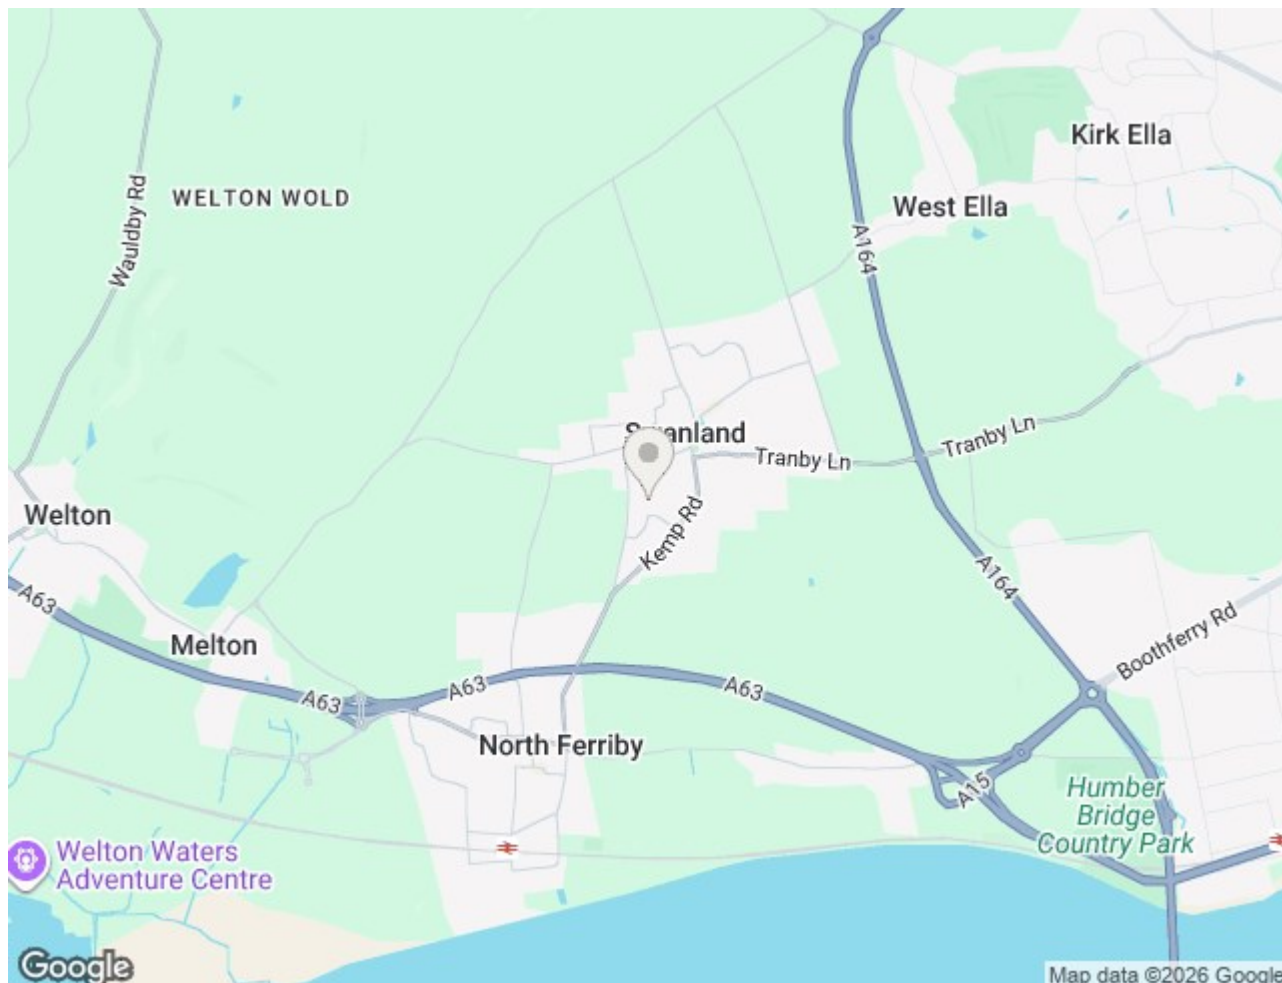 Kirk Ella
WELTON WOLD
Wauldby Rd
West Ella
A164
Swanland
Tranby Ln
Tranby Ln
Welton
Kemp Rd
A164
A63
Boothferry Rd
Melton
A63
A63
A63
North Ferriby
A15
Humber
Bridge
Country Park
Welton Waters
Adventure Centre
Google
Map data ©2026 Google